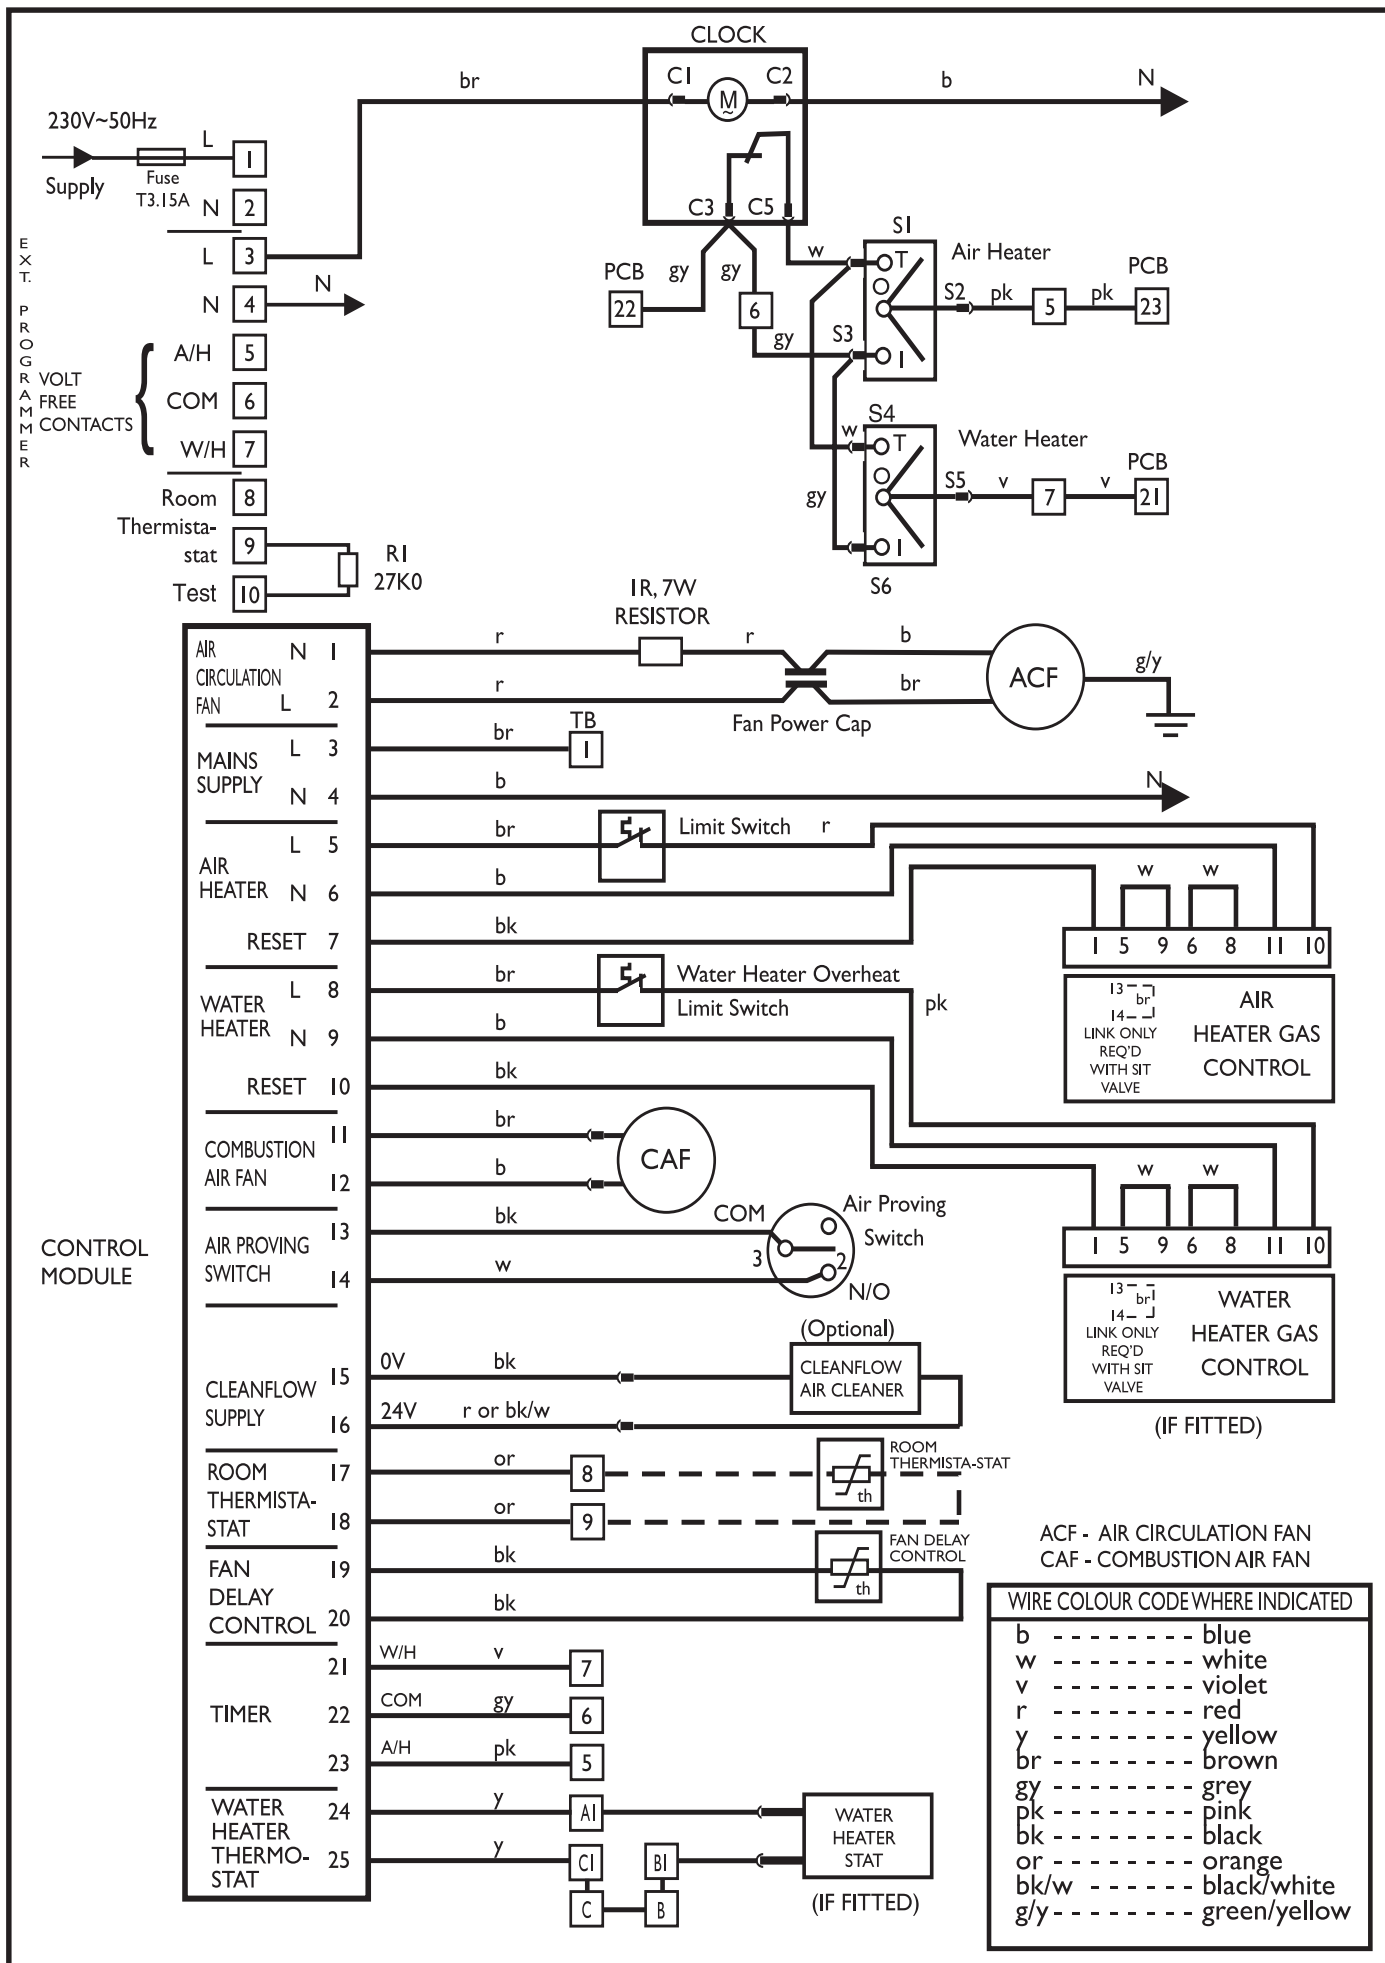 CLOCK
br
C1
M
~
C2
b
N
230V~50Hz
L
1
Supply
Fuse
T3.15A
N
2
EXT. PROGRAMMER
L
3
N
4
N
VOLT
FREE
CONTACTS
A/H
5
COM
6
W/H
7
Room
8
Thermista-
stat
9
Test
10
R1
27K0
C3
C5
PCB
22
gy
gy
6
gy
w
S1
T
Air Heater
S2
pk
5
pk
PCB
23
S3
I
S4
w
T
Water Heater
S5
v
7
v
PCB
21
gy
I
S6
1R, 7W
RESISTOR
CONTROL
MODULE
AIR
CIRCULATION
FAN
N 1
L 2
r
r
b
r
br
Fan Power Cap
ACF
g/y
MAINS
SUPPLY
L 3
N 4
br
TB
1
b
N
AIR
HEATER
L 5
N 6
RESET 7
br
Limit Switch
r
b
bk
w
w
1 5 9 6 8 11 10
13
br
14
LINK ONLY
REQ'D
WITH SIT
VALVE
AIR
HEATER GAS
CONTROL
WATER
HEATER
L 8
N 9
RESET 10
br
Water Heater Overheat
Limit Switch
pk
b
bk
COMBUSTION
AIR FAN
11
12
br
b
CAF
w
w
1 5 9 6 8 11 10
13
br
14
LINK ONLY
REQ'D
WITH SIT
VALVE
WATER
HEATER GAS
CONTROL
(IF FITTED)
AIR PROVING
SWITCH
13
14
bk
w
COM
3
2
Air Proving
Switch
N/O
CLEANFLOW
SUPPLY
15
16
0V
bk
24V
r or bk/w
(Optional)
CLEANFLOW
AIR CLEANER
ROOM
THERMISTA-
STAT
17
18
or
8
or
9
th
ROOM
THERMISTA-STAT
FAN
DELAY
CONTROL
19
20
bk
bk
th
FAN DELAY
CONTROL
TIMER
21
22
23
W/H
v
7
COM
gy
6
A/H
pk
5
WATER
HEATER
THERMO-
STAT
24
25
y
A1
y
C1
B1
C
B
WATER
HEATER
STAT
(IF FITTED)
ACF - AIR CIRCULATION FAN
CAF - COMBUSTION AIR FAN
WIRE COLOUR CODE WHERE INDICATED
b - - - - - - - - blue
w - - - - - - - - white
v - - - - - - - - violet
r - - - - - - - - red
y - - - - - - - - yellow
br - - - - - - - - brown
gy - - - - - - - - grey
pk - - - - - - - - pink
bk - - - - - - - - black
or - - - - - - - - orange
bk/w - - - - - - black/white
g/y - - - - - - - - green/yellow